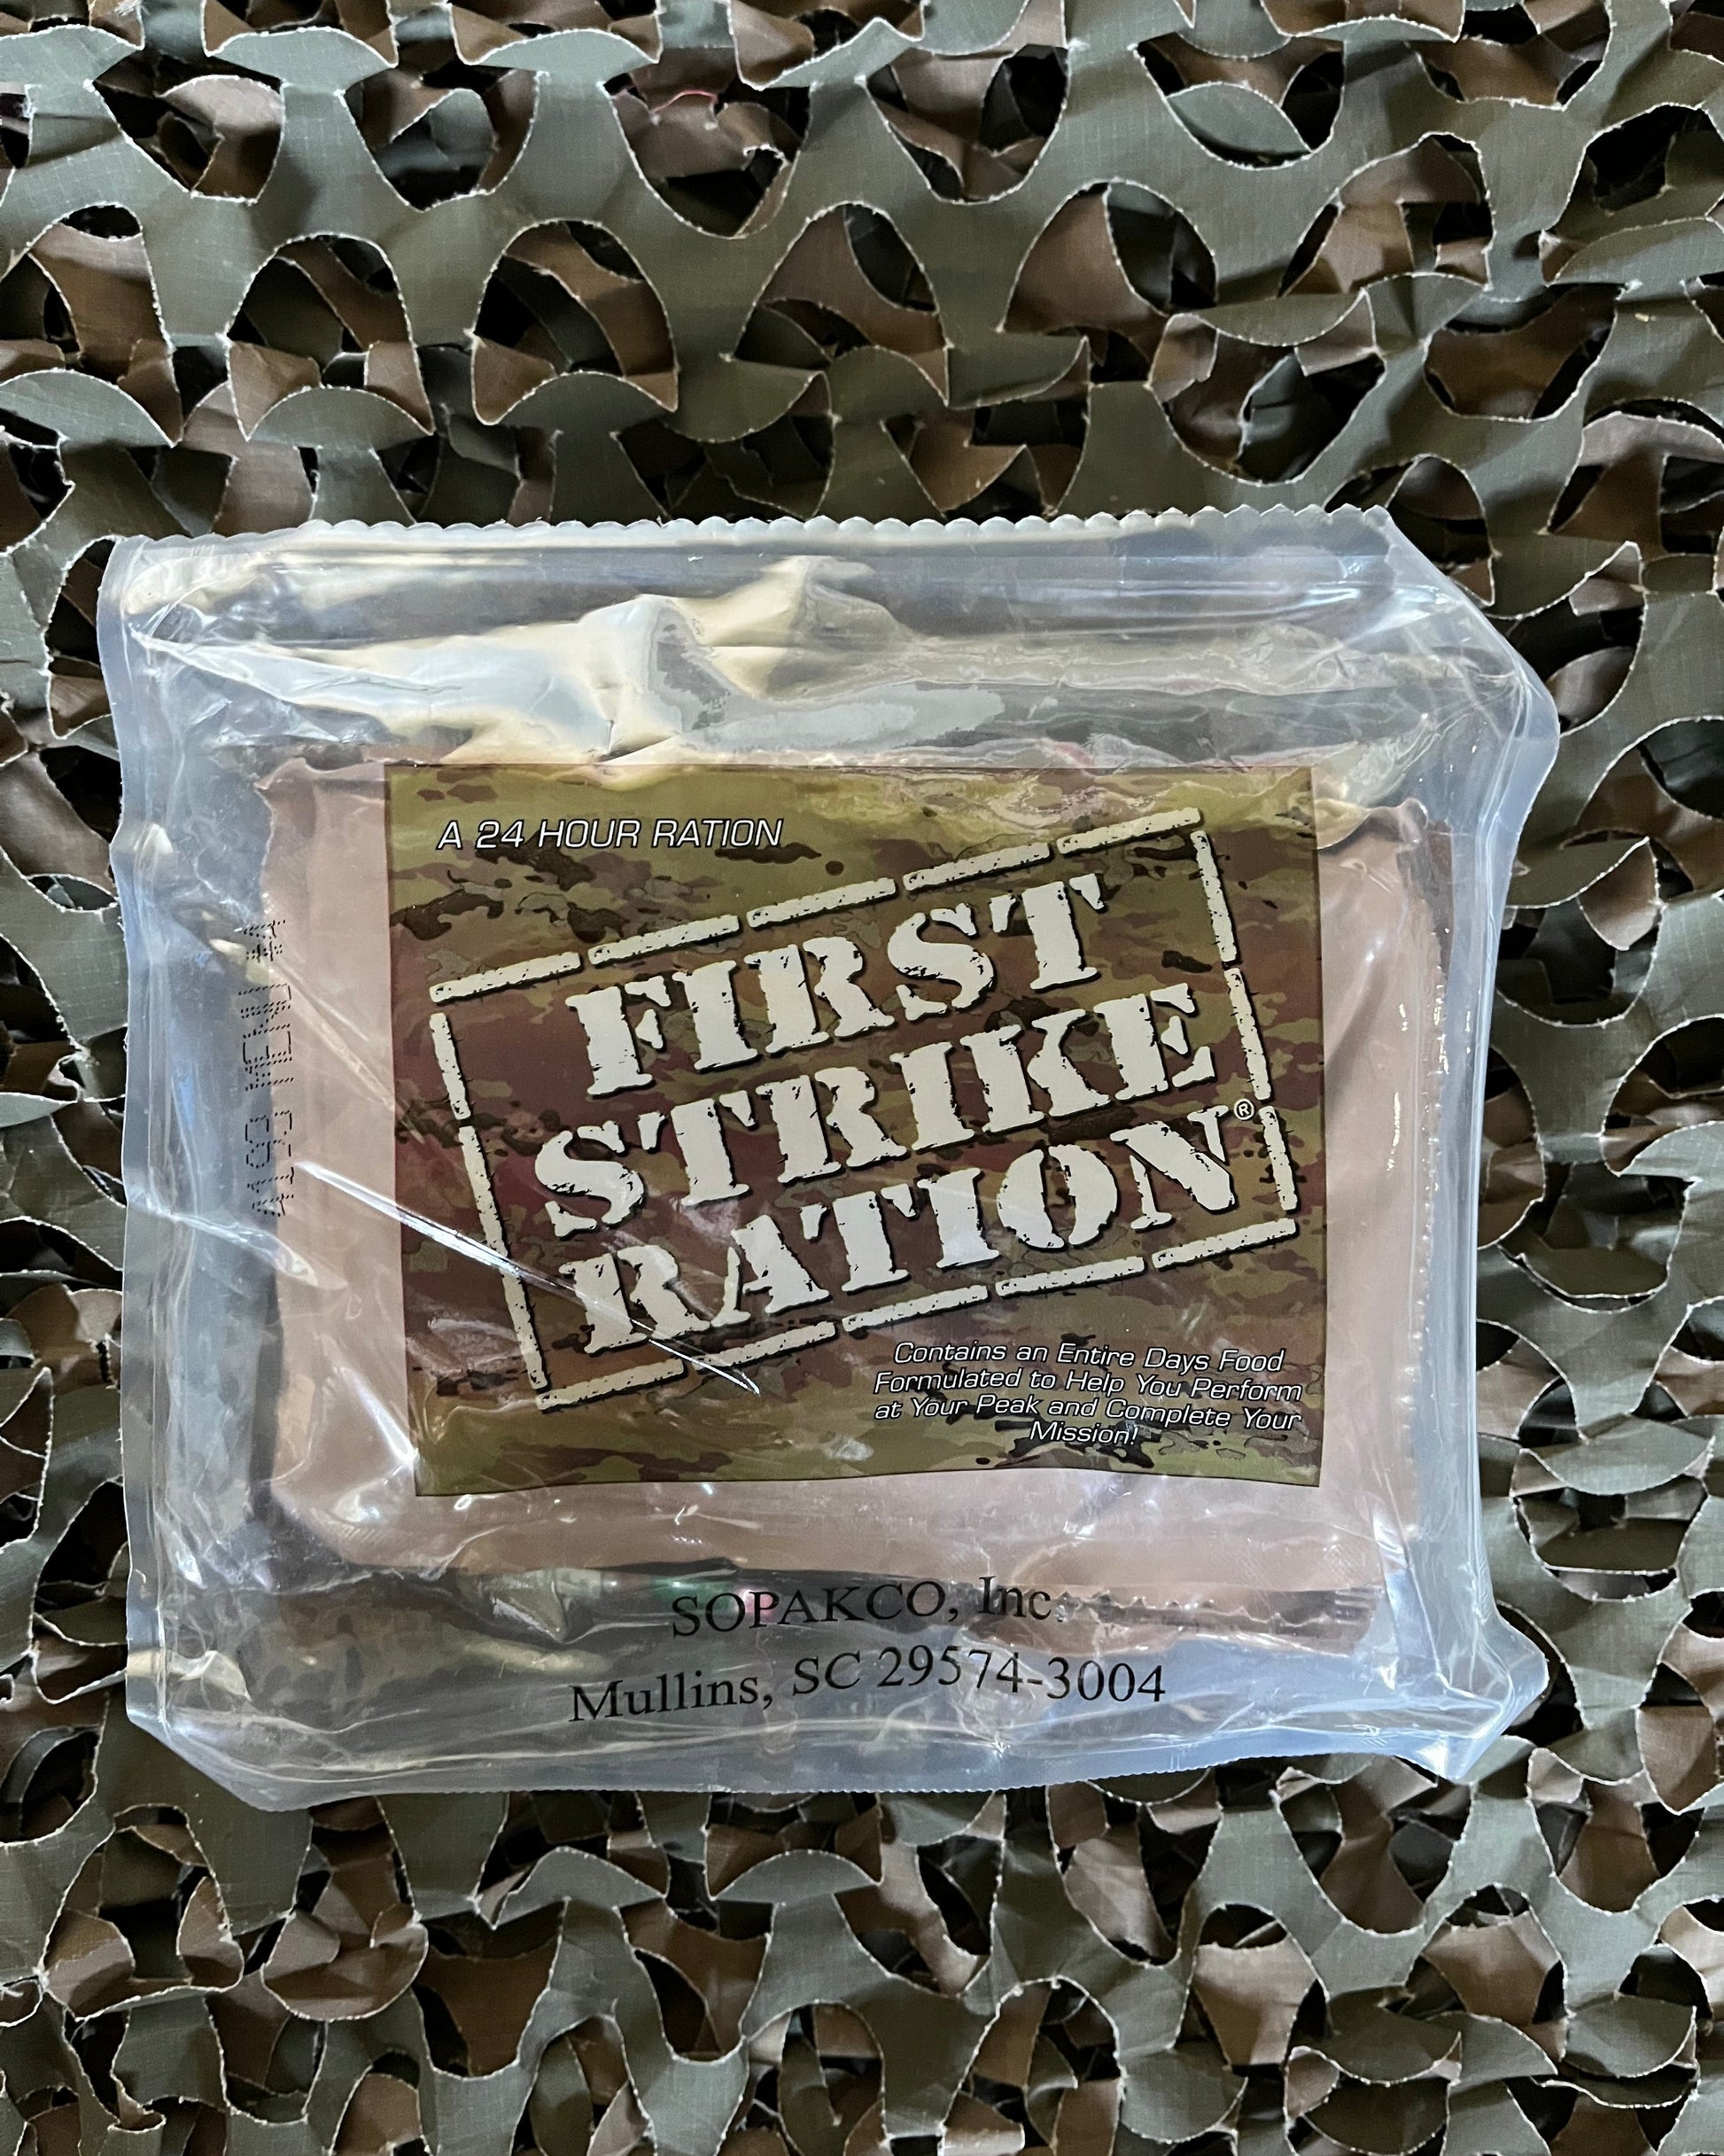 A 24 HOUR RATION
FIRST
STRIKE
RATION®
Contains an Entire Days Food
Formulated to Help You Perform
at Your Peak and Complete Your
Mission!
SOPAKCO, Inc.
Mullins, SC 29574-3004
MENU